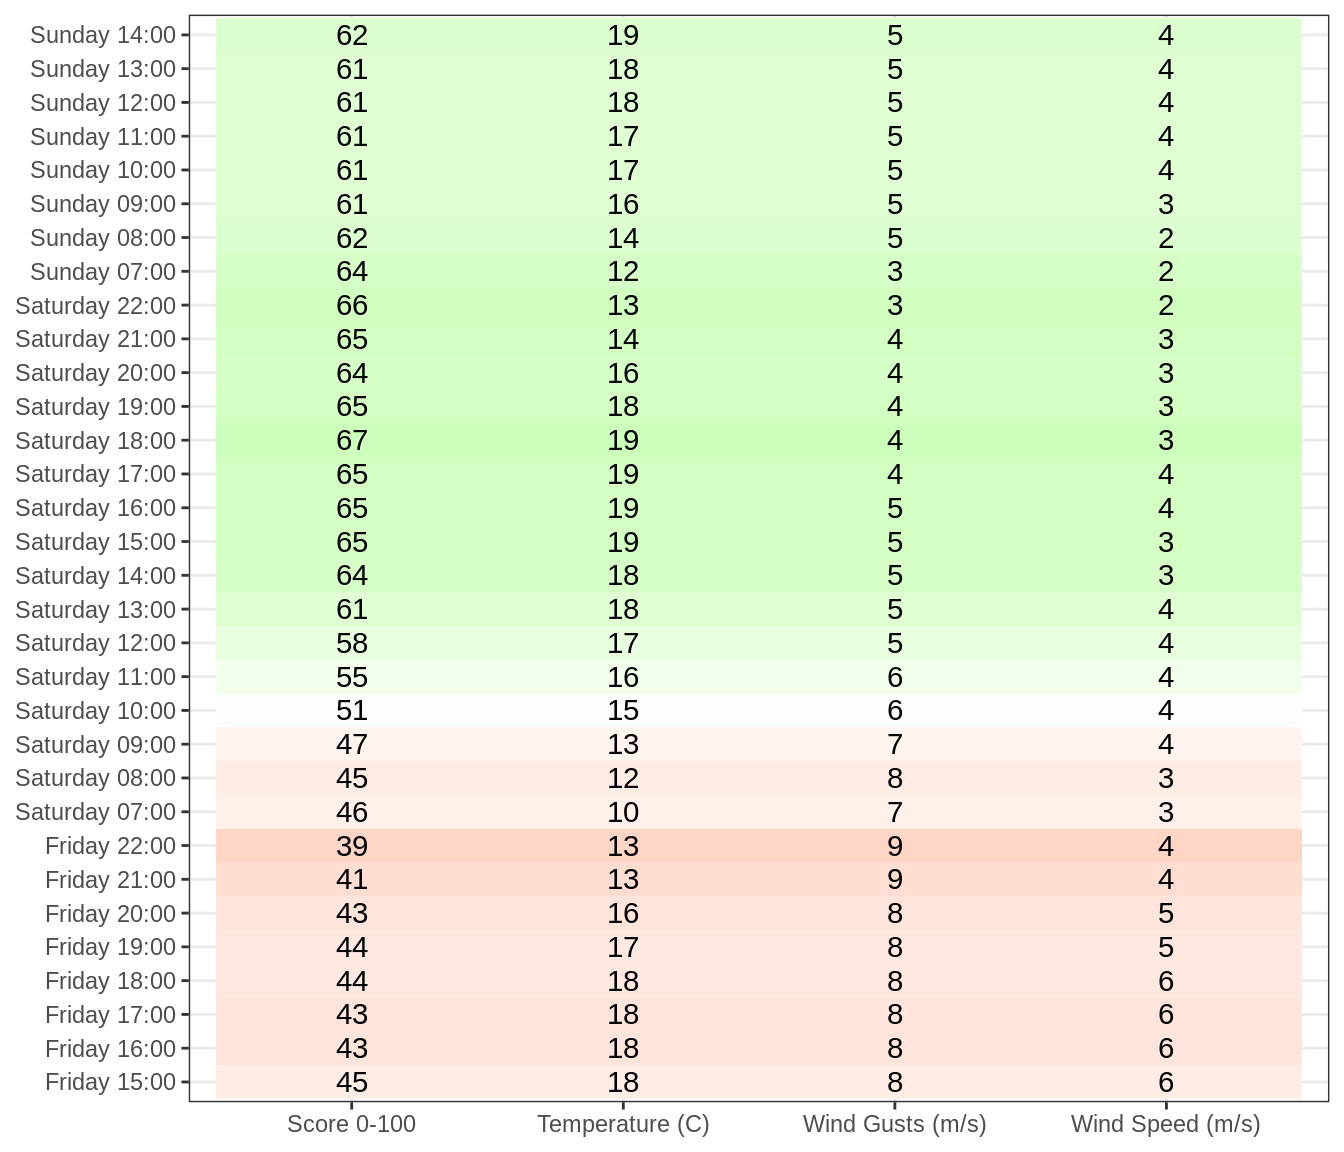 Sunday 14:00 62 19 5 4
Sunday 13:00 61 18 5 4
Sunday 12:00 61 18 5 4
Sunday 11:00 61 17 5 4
Sunday 10:00 61 17 5 4
Sunday 09:00 61 16 5 3
Sunday 08:00 62 14 5 2
Sunday 07:00 64 12 3 2
Saturday 22:00 66 13 3 2
Saturday 21:00 65 14 4 3
Saturday 20:00 64 16 4 3
Saturday 19:00 65 18 4 3
Saturday 18:00 67 19 4 3
Saturday 17:00 65 19 4 4
Saturday 16:00 65 19 5 4
Saturday 15:00 65 19 5 3
Saturday 14:00 64 18 5 3
Saturday 13:00 61 18 5 4
Saturday 12:00 58 17 5 4
Saturday 11:00 55 16 6 4
Saturday 10:00 51 15 6 4
Saturday 09:00 47 13 7 4
Saturday 08:00 45 12 8 3
Saturday 07:00 46 10 7 3
Friday 22:00 39 13 9 4
Friday 21:00 41 13 9 4
Friday 20:00 43 16 8 5
Friday 19:00 44 17 8 5
Friday 18:00 44 18 8 6
Friday 17:00 43 18 8 6
Friday 16:00 43 18 8 6
Friday 15:00 45 18 8 6
Score 0-100 Temperature (C) Wind Gusts (m/s) Wind Speed (m/s)